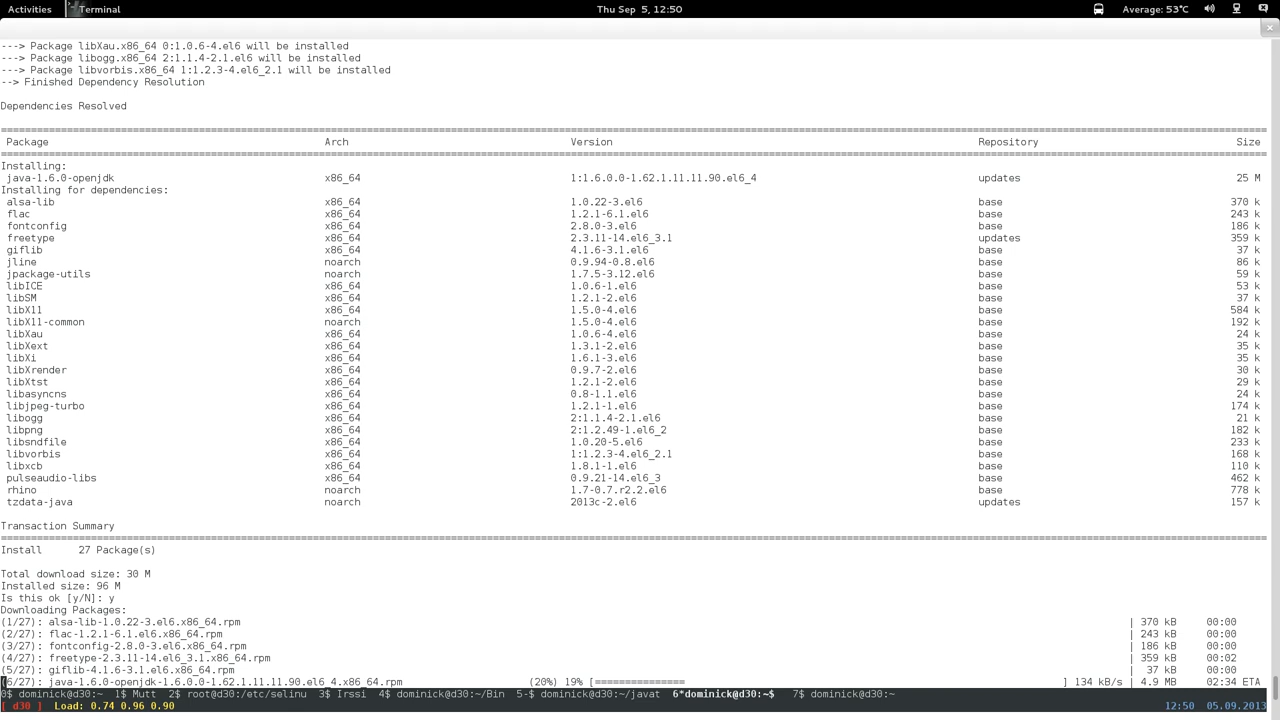 Activities Terminal Thu Sep 5, 12:50 Average: 53°C
---> Package libXau.x86_64 0:1.0.6-4.el6 will be installed
---> Package libogg.x86_64 2:1.1.4-2.1.el6 will be installed
---> Package libvorbis.x86_64 1:1.2.3-4.el6_2.1 will be installed
--> Finished Dependency Resolution
Dependencies Resolved
================================================================================
Package Arch Version Repository Size
================================================================================
Installing:
java-1.6.0-openjdk x86_64 1:1.6.0.0-1.62.1.11.11.90.el6_4 updates 25 M
Installing for dependencies:
alsa-lib x86_64 1.0.22-3.el6 base 370 k
flac x86_64 1.2.1-6.1.el6 base 243 k
fontconfig x86_64 2.8.0-3.el6 base 186 k
freetype x86_64 2.3.11-14.el6_3.1 updates 359 k
giflib x86_64 4.1.6-3.1.el6 base 37 k
jline noarch 0.9.94-0.8.el6 base 86 k
jpackage-utils noarch 1.7.5-3.12.el6 base 59 k
libICE x86_64 1.0.6-1.el6 base 53 k
libSM x86_64 1.2.1-2.el6 base 37 k
libX11 x86_64 1.5.0-4.el6 base 584 k
libX11-common noarch 1.5.0-4.el6 base 192 k
libXau x86_64 1.0.6-4.el6 base 24 k
libXext x86_64 1.3.1-2.el6 base 35 k
libXi x86_64 1.6.1-3.el6 base 35 k
libXrender x86_64 0.9.7-2.el6 base 30 k
libXtst x86_64 1.2.1-2.el6 base 29 k
libasyncns x86_64 0.8-1.1.el6 base 24 k
libjpeg-turbo x86_64 1.2.1-1.el6 base 174 k
libogg x86_64 2:1.1.4-2.1.el6 base 21 k
libpng x86_64 2:1.2.49-1.el6_2 base 182 k
libsndfile x86_64 1.0.20-5.el6 base 233 k
libvorbis x86_64 1:1.2.3-4.el6_2.1 base 168 k
libxcb x86_64 1.8.1-1.el6 base 110 k
pulseaudio-libs x86_64 0.9.21-14.el6_3 base 462 k
rhino noarch 1.7-0.7.r2.2.el6 base 778 k
tzdata-java noarch 2013c-2.el6 updates 157 k
Transaction Summary
================================================================================
Install 27 Package(s)
Total download size: 30 M
Installed size: 96 M
Is this ok [y/N]: y
Downloading Packages:
(1/27): alsa-lib-1.0.22-3.el6.x86_64.rpm | 370 kB 00:00
(2/27): flac-1.2.1-6.1.el6.x86_64.rpm | 243 kB 00:00
(3/27): fontconfig-2.8.0-3.el6.x86_64.rpm | 186 kB 00:00
(4/27): freetype-2.3.11-14.el6_3.1.x86_64.rpm | 359 kB 00:02
(5/27): giflib-4.1.6-3.1.el6.x86_64.rpm | 37 kB 00:00
(6/27): java-1.6.0-openjdk-1.6.0.0-1.62.1.11.11.90.el6_4.x86_64.rpm (20%) 19% [=============== ] 134 kB/s | 4.9 MB 02:34 ETA
0$ dominick@d30:~ 1$ Mutt 2$ root@d30:/etc/selinu 3$ Irssi 4$ dominick@d30:~/Bin 5-$ dominick@d30:~/javat 6*dominick@d30:~$ 7$ dominick@d30:~
[ d30 ] Load: 0.74 0.96 0.90 12:50 05.09.2013